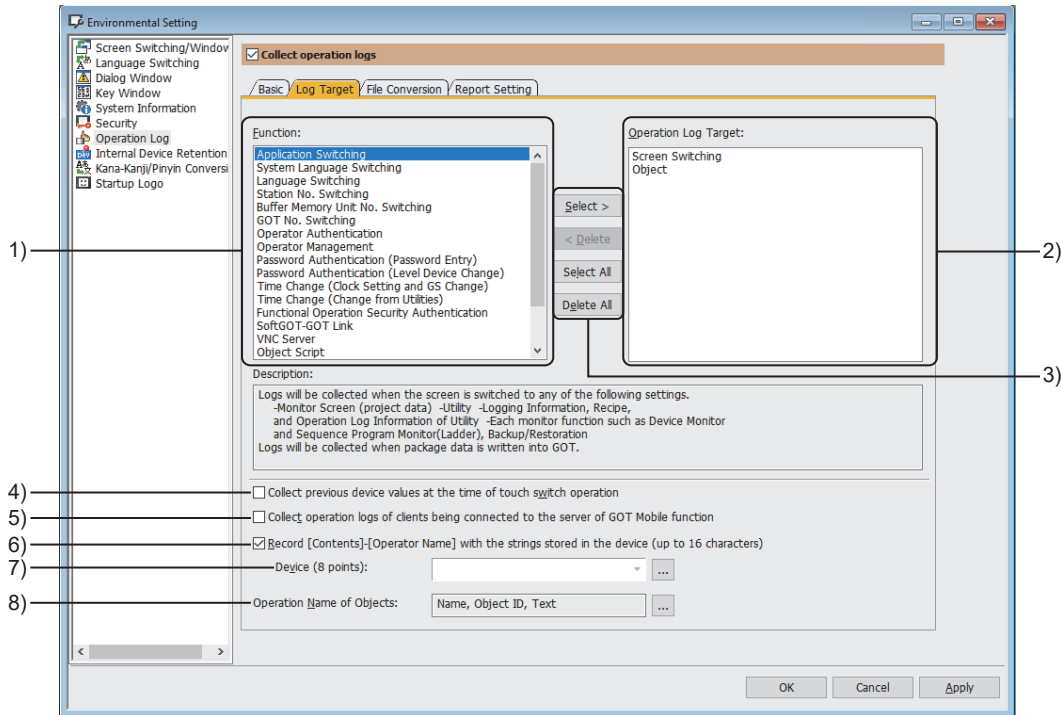 Environmental Setting
Screen Switching/Window
Language Switching
Dialog Window
Key Window
System Information
Security
Operation Log
Internal Device Retention
Kana-Kanji/Pinyin Conversi
Startup Logo
Collect operation logs
Basic Log Target File Conversion Report Setting
Function:
Application Switching
System Language Switching
Language Switching
Station No. Switching
Buffer Memory Unit No. Switching
GOT No. Switching
Operator Authentication
Operator Management
Password Authentication (Password Entry)
Password Authentication (Level Device Change)
Time Change (Clock Setting and GS Change)
Time Change (Change from Utilities)
Functional Operation Security Authentication
SoftGOT-GOT Link
VNC Server
Object Script
Select >
< Delete
Select All
Delete All
Operation Log Target:
Screen Switching
Object
1)
2)
3)
Description:
Logs will be collected when the screen is switched to any of the following settings.
-Monitor Screen (project data) -Utility -Logging Information, Recipe,
and Operation Log Information of Utility -Each monitor function such as Device Monitor
and Sequence Program Monitor(Ladder), Backup/Restoration
Logs will be collected when package data is written into GOT.
4) Collect previous device values at the time of touch switch operation
5) Collect operation logs of clients being connected to the server of GOT Mobile function
6) Record [Contents]-[Operator Name] with the strings stored in the device (up to 16 characters)
7) Device (8 points): ...
8) Operation Name of Objects: Name, Object ID, Text ...
OK Cancel Apply